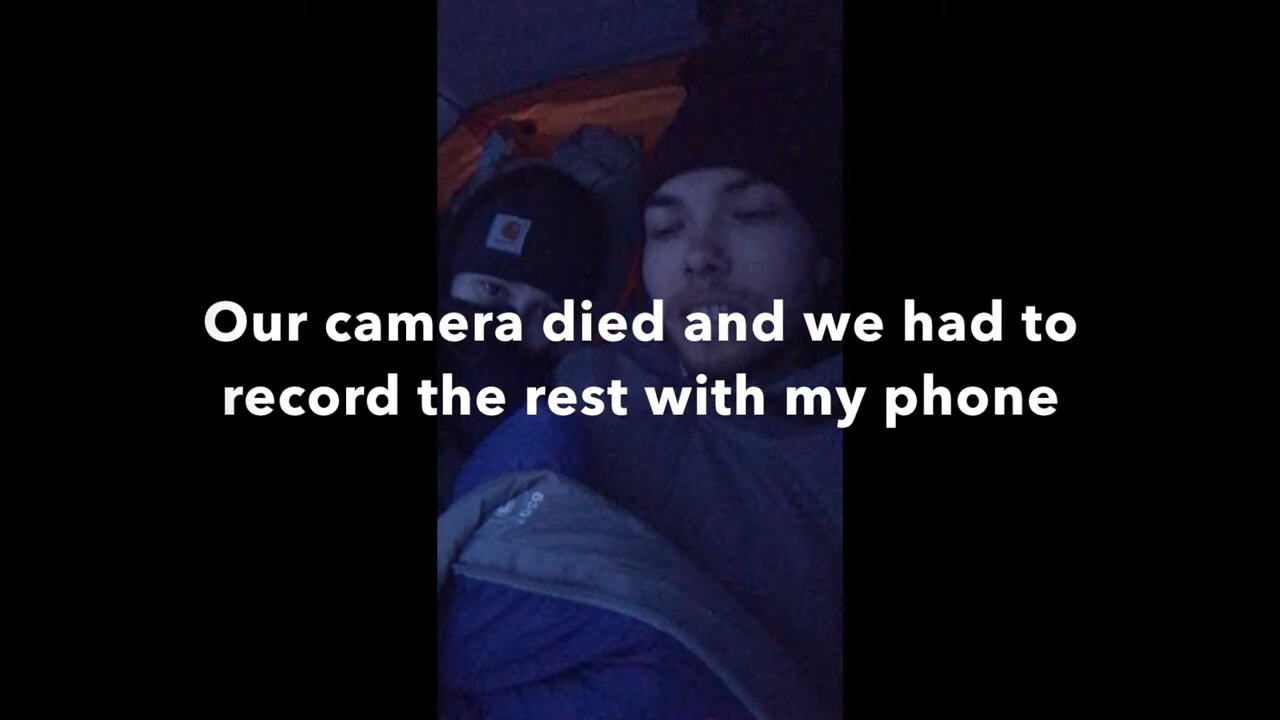 Our camera died and we had to
record the rest with my phone